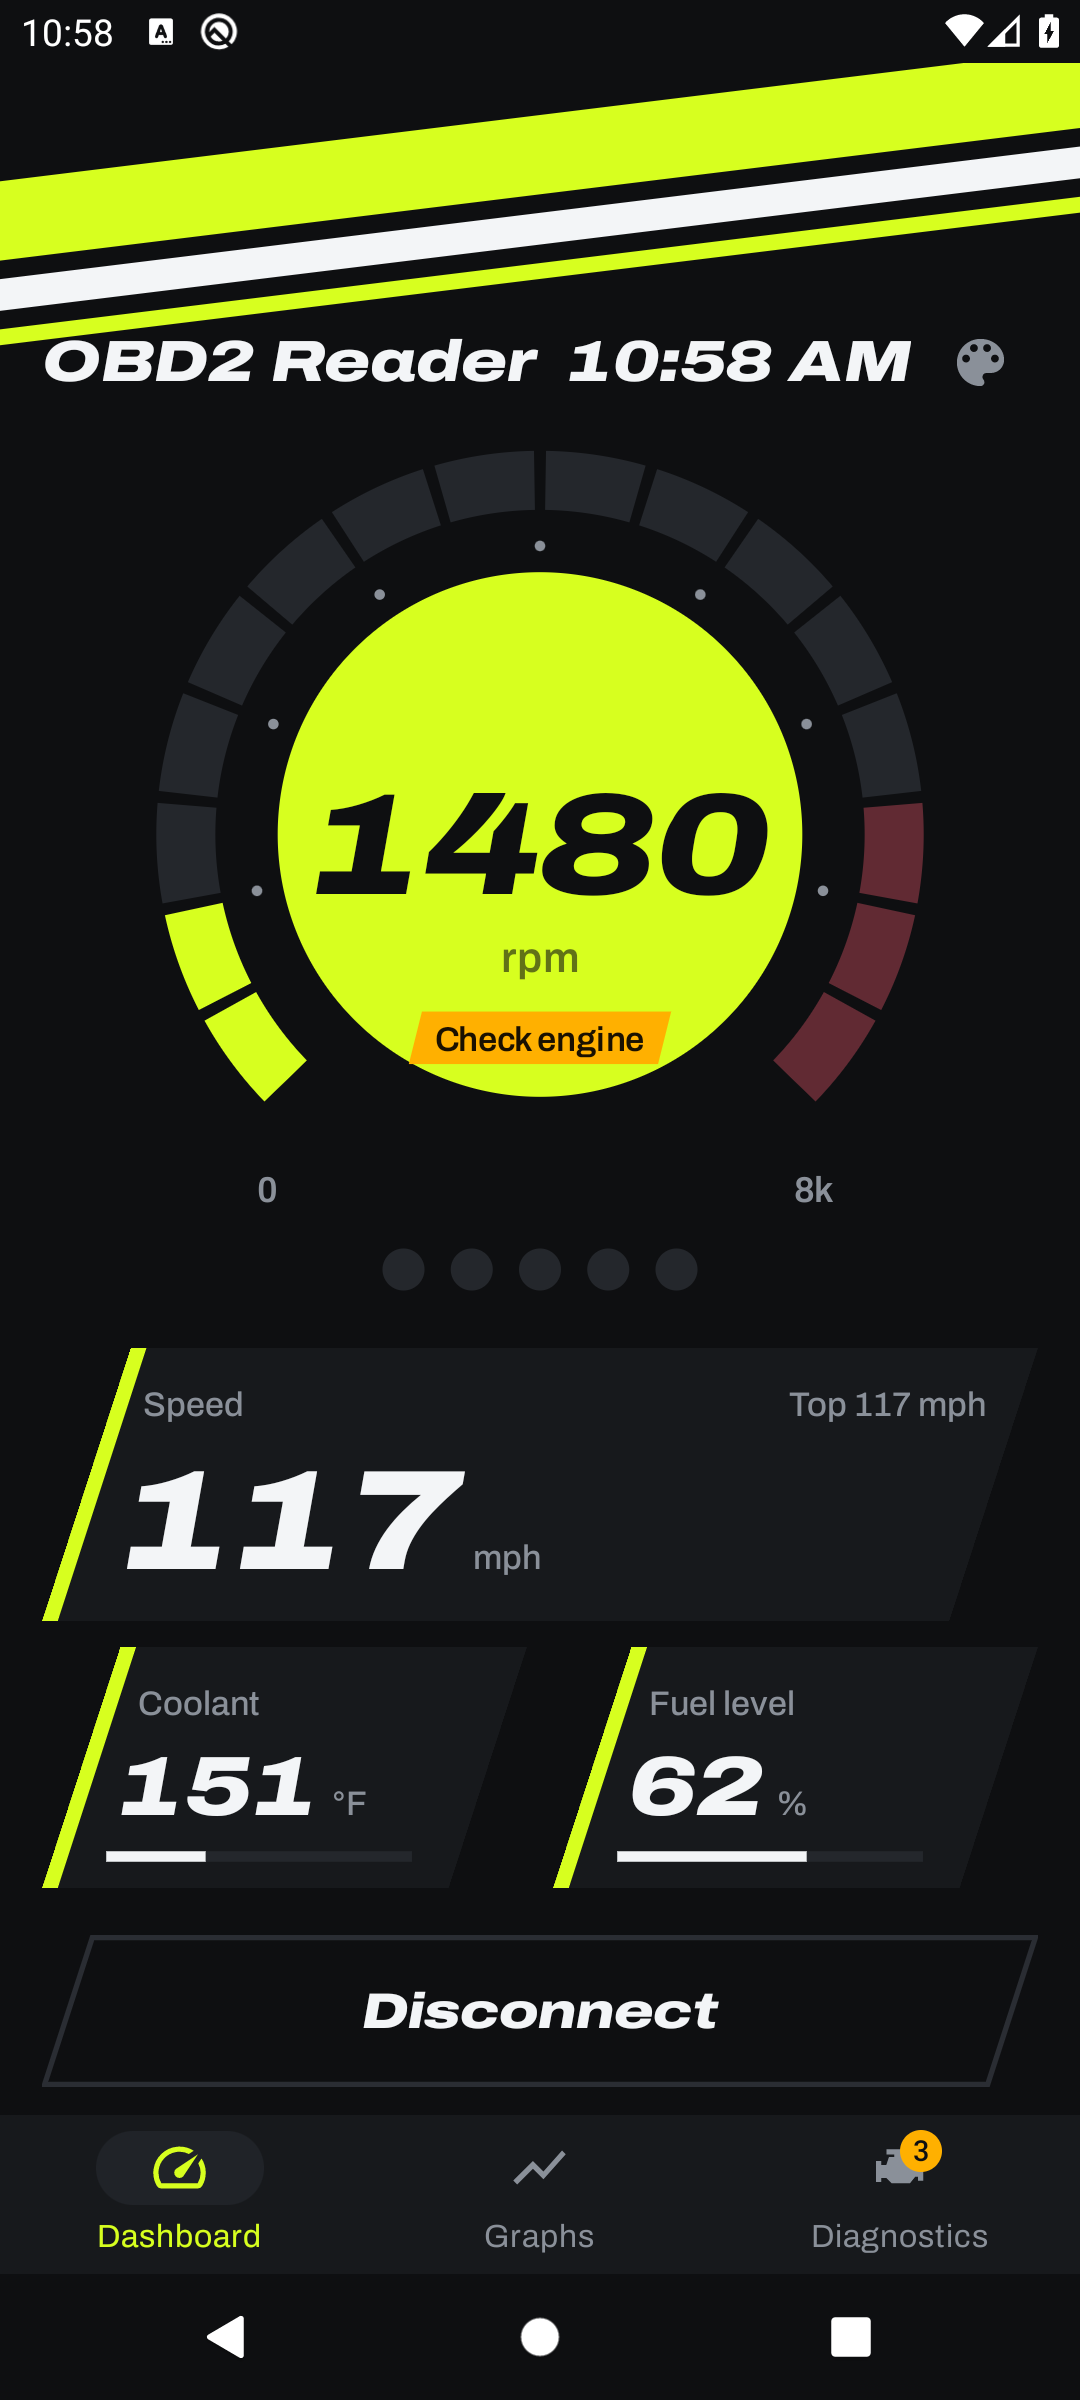 10:58
OBD2 Reader 10:58 AM
1480
rpm
Check engine
0 8k
Speed Top 117 mph
117 mph
Coolant Fuel level
151 °F 62 %
Disconnect
3
Dashboard Graphs Diagnostics